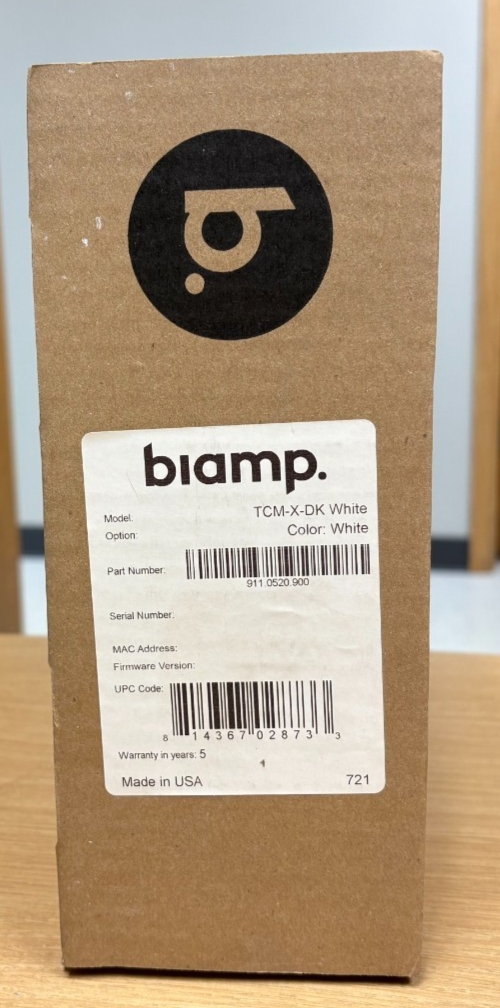 b.
biamp.
Model: TCM-X-DK White
Option: Color: White
Part Number:
911.0520.900
Serial Number:
MAC Address:
Firmware Version:
UPC Code:
8 14367 02873 3
Warranty in years: 5
Made in USA 721